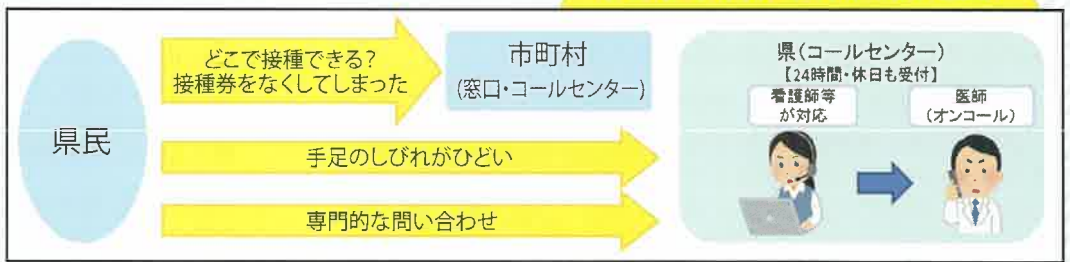 県民
どこで接種できる?
接種券をなくしてしまった
市町村
(窓口・コールセンター)
手足のしびれがひどい
専門的な問い合わせ
県(コールセンター)
【24時間・休日も受付】
看護師等
が対応
医師
(オンコール)